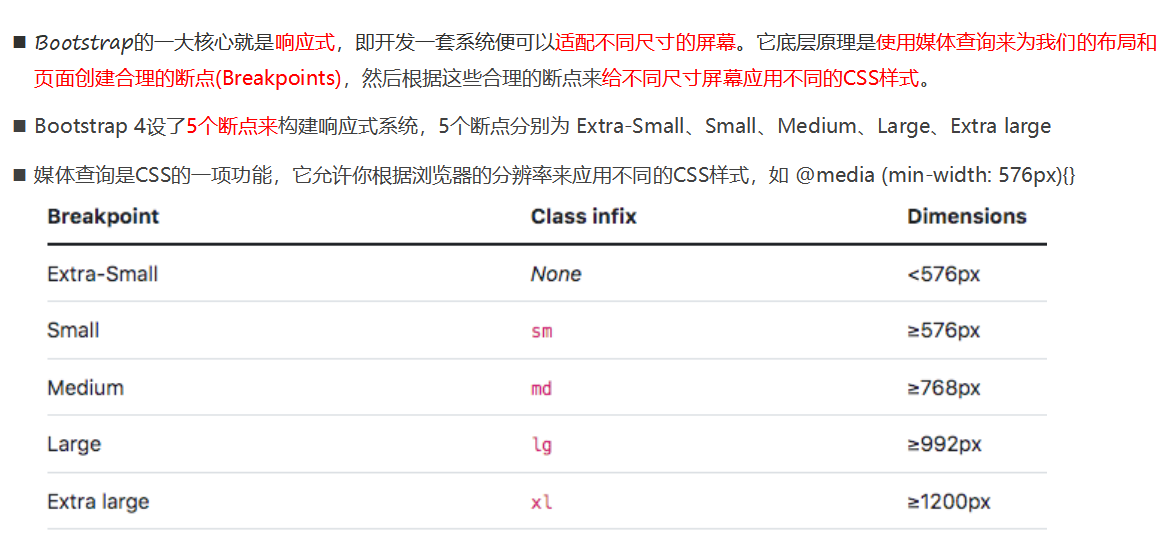 ■ Bootstrap的一大核心就是响应式，即开发一套系统便可以适配不同尺寸的屏幕。它底层原理是使用媒体查询来为我们的布局和
页面创建合理的断点(Breakpoints)，然后根据这些合理的断点来给不同尺寸屏幕应用不同的CSS样式。
■ Bootstrap 4设了5个断点来构建响应式系统，5个断点分别为 Extra-Small、Small、Medium、Large、Extra large
■ 媒体查询是CSS的一项功能，它允许你根据浏览器的分辨率来应用不同的CSS样式，如 @media (min-width: 576px){}
Breakpoint Class infix Dimensions
Extra-Small None <576px
Small sm ≥576px
Medium md ≥768px
Large lg ≥992px
Extra large xl ≥1200px